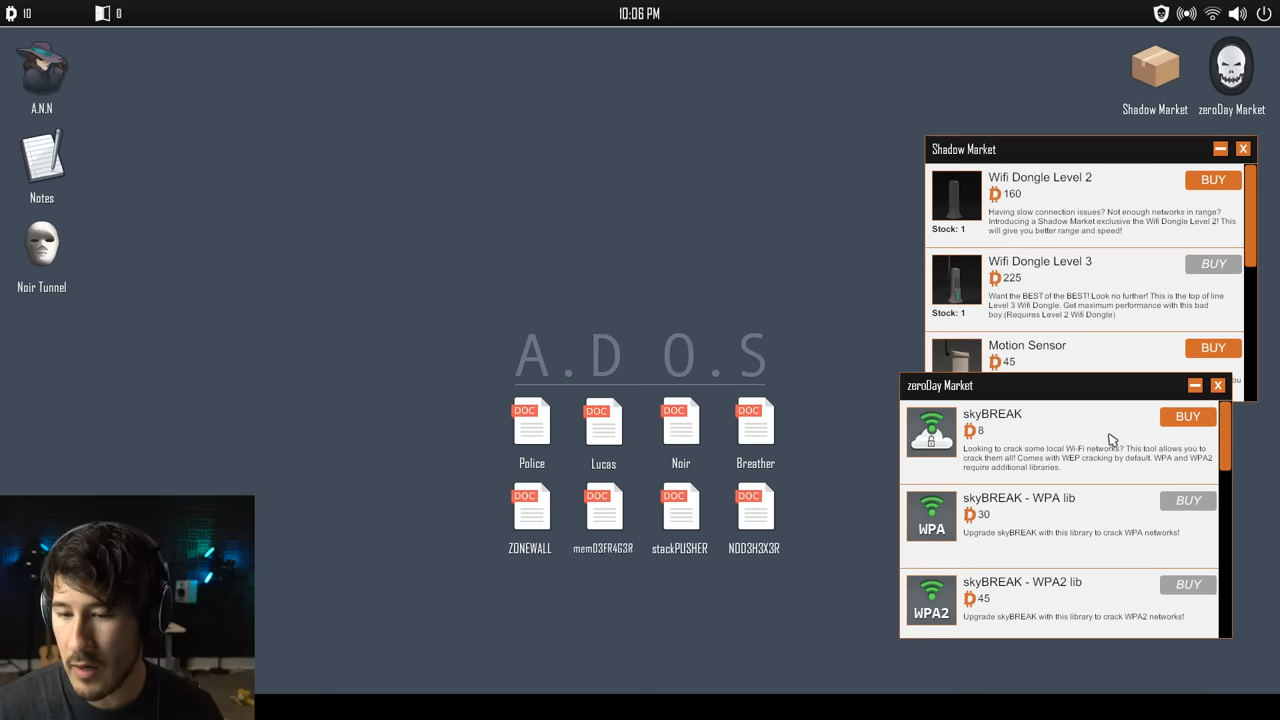 10
0
10:06 PM
A.N.N
Notes
Noir Tunnel
Shadow Market
zeroDay Market
A.D O.S
Police
Lucas
Noir
Breather
ZONEWALL
memD3FR4G3R
stackPUSHER
N0D3H3X3R
DOC
DOC
DOC
DOC
DOC
DOC
DOC
DOC
Shadow Market
Wifi Dongle Level 2
BUY
160
Having slow connection issues? Not enough networks in range?
Introducing a Shadow Market exclusive the Wifi Dongle Level 2! This
will give you better range and speed!
Stock: 1
Wifi Dongle Level 3
BUY
225
Want the BEST of the BEST! Look no further! This is the top of line
Level 3 Wifi Dongle. Get maximum performance with this bad
boy.(Requires Level 2 Wifi Dongle)
Stock: 1
Motion Sensor
BUY
45
zeroDay Market
skyBREAK
BUY
8
Looking to crack some local Wi-Fi networks? This tool allows you to
crack them all! Comes with WEP cracking by default. WPA and WPA2
require additional libraries.
skyBREAK - WPA lib
BUY
30
WPA
Upgrade skyBREAK with this library to crack WPA networks!
skyBREAK - WPA2 lib
BUY
45
WPA2
Upgrade skyBREAK with this library to crack WPA2 networks!